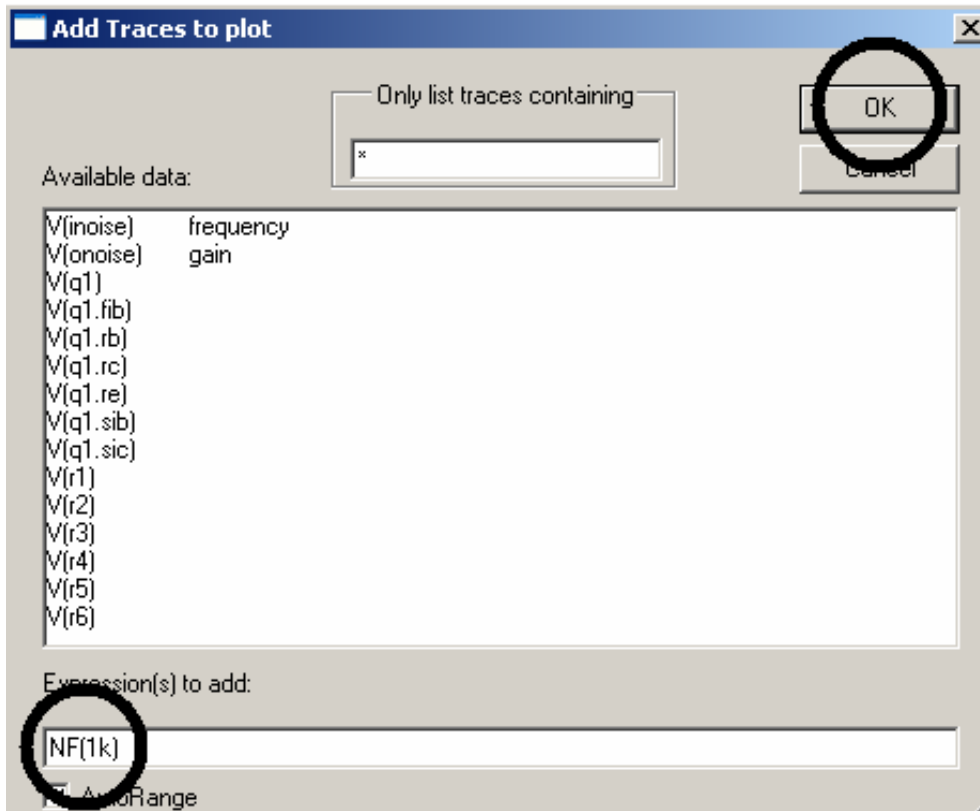 Add Traces to plot
Only list traces containing
OK
*
Cancel
Available data:
V(inoise) frequency
V(onoise) gain
V(q1)
V(q1.fib)
V(q1.rb)
V(q1.rc)
V(q1.re)
V(q1.sib)
V(q1.sic)
V(r1)
V(r2)
V(r3)
V(r4)
V(r5)
V(r6)
Expression(s) to add:
NF(1k)
AutoRange